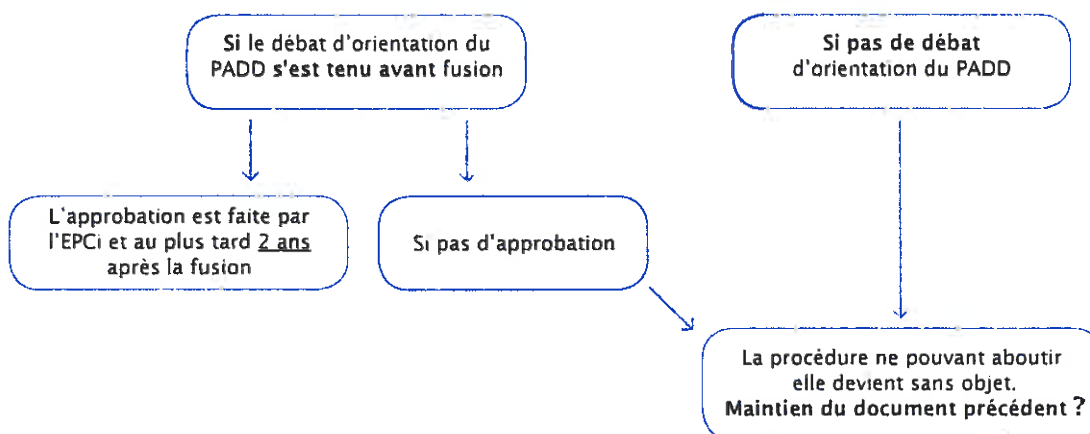 Si le débat d'orientation du
PADD s'est tenu avant fusion
Si pas de débat
d'orientation du PADD
L'approbation est faite par
l'EPCi et au plus tard 2 ans
après la fusion
Si pas d'approbation
La procédure ne pouvant aboutir
elle devient sans objet.
Maintien du document précédent ?